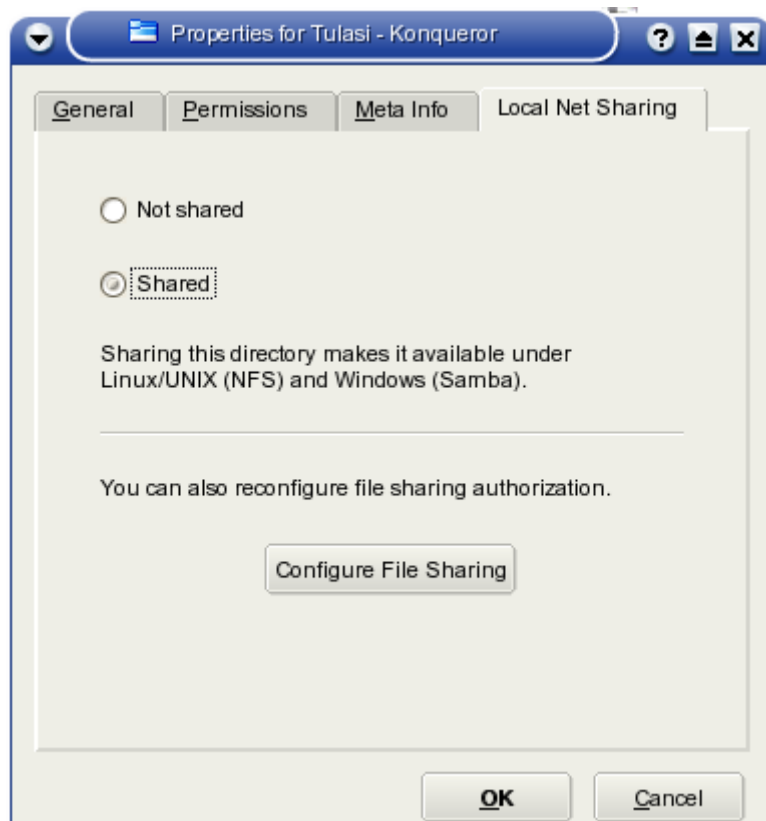 Properties for Tulasi - Konqueror
General Permissions Meta Info Local Net Sharing
Not shared
Shared
Sharing this directory makes it available under
Linux/UNIX (NFS) and Windows (Samba).
You can also reconfigure file sharing authorization.
Configure File Sharing
OK Cancel